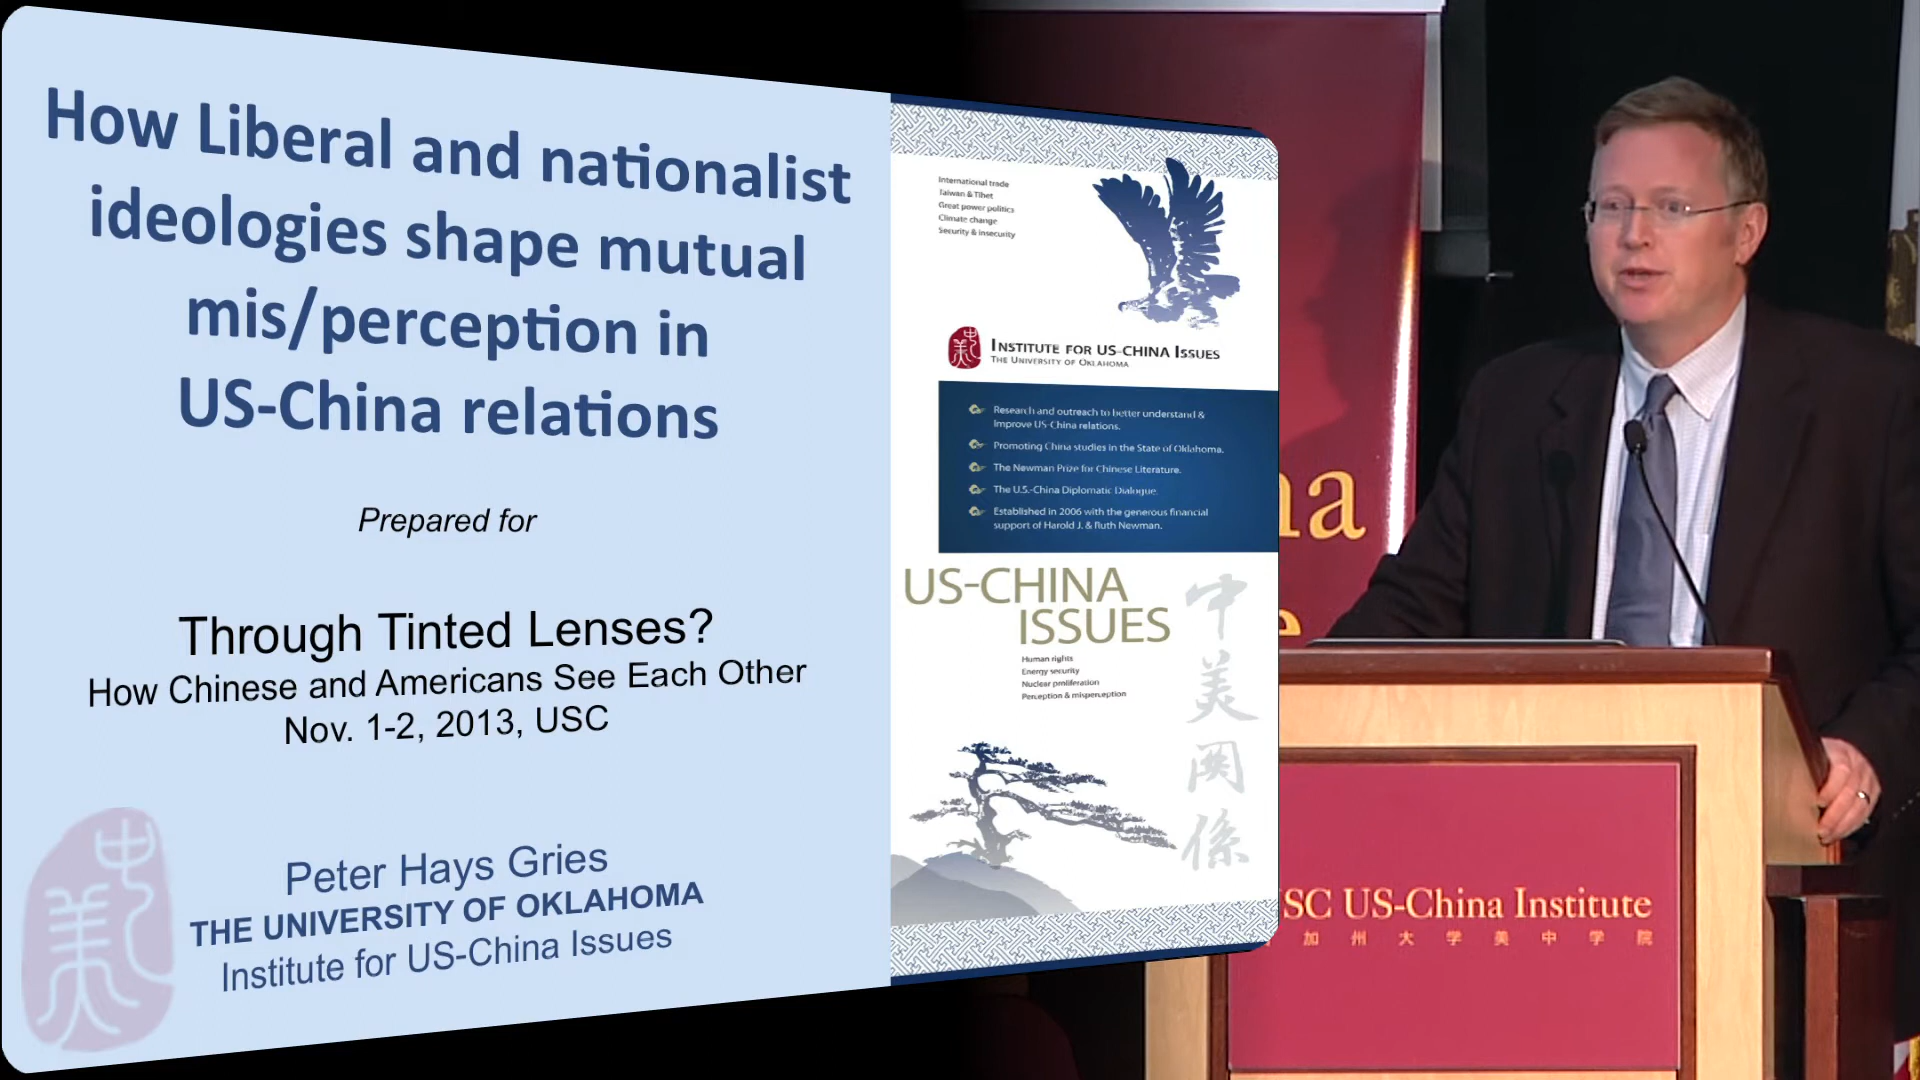 How Liberal and nationalist
ideologies shape mutual
mis/perception in
US-China relations
Prepared for
Through Tinted Lenses?
How Chinese and Americans See Each Other
Nov. 1-2, 2013, USC
Peter Hays Gries
THE UNIVERSITY OF OKLAHOMA
Institute for US-China Issues
International trade
Taiwan & Tibet
Great power politics
Climate change
Security & insecurity
INSTITUTE FOR US-CHINA ISSUES
THE UNIVERSITY OF OKLAHOMA
Research and outreach to better understand &
improve US-China relations.
Promoting China studies in the State of Oklahoma.
The Newman Prize for Chinese Literature.
The U.S.-China Diplomatic Dialogue.
Established in 2006 with the generous financial
support of Harold J. & Ruth Newman.
US-CHINA
ISSUES
Human rights
Energy security
Nuclear proliferation
Perception & misperception
中
美
関
係
na
e
SC US-China Institute
加州大学美中学院